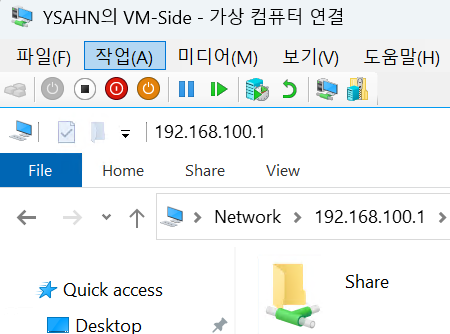 YSAHN의 VM-Side - 가상 컴퓨터 연결
파일(F) 작업(A) 미디어(M) 보기(V) 도움말(H)
192.168.100.1
File Home Share View
Network 192.168.100.1
Quick access
Share
Desktop